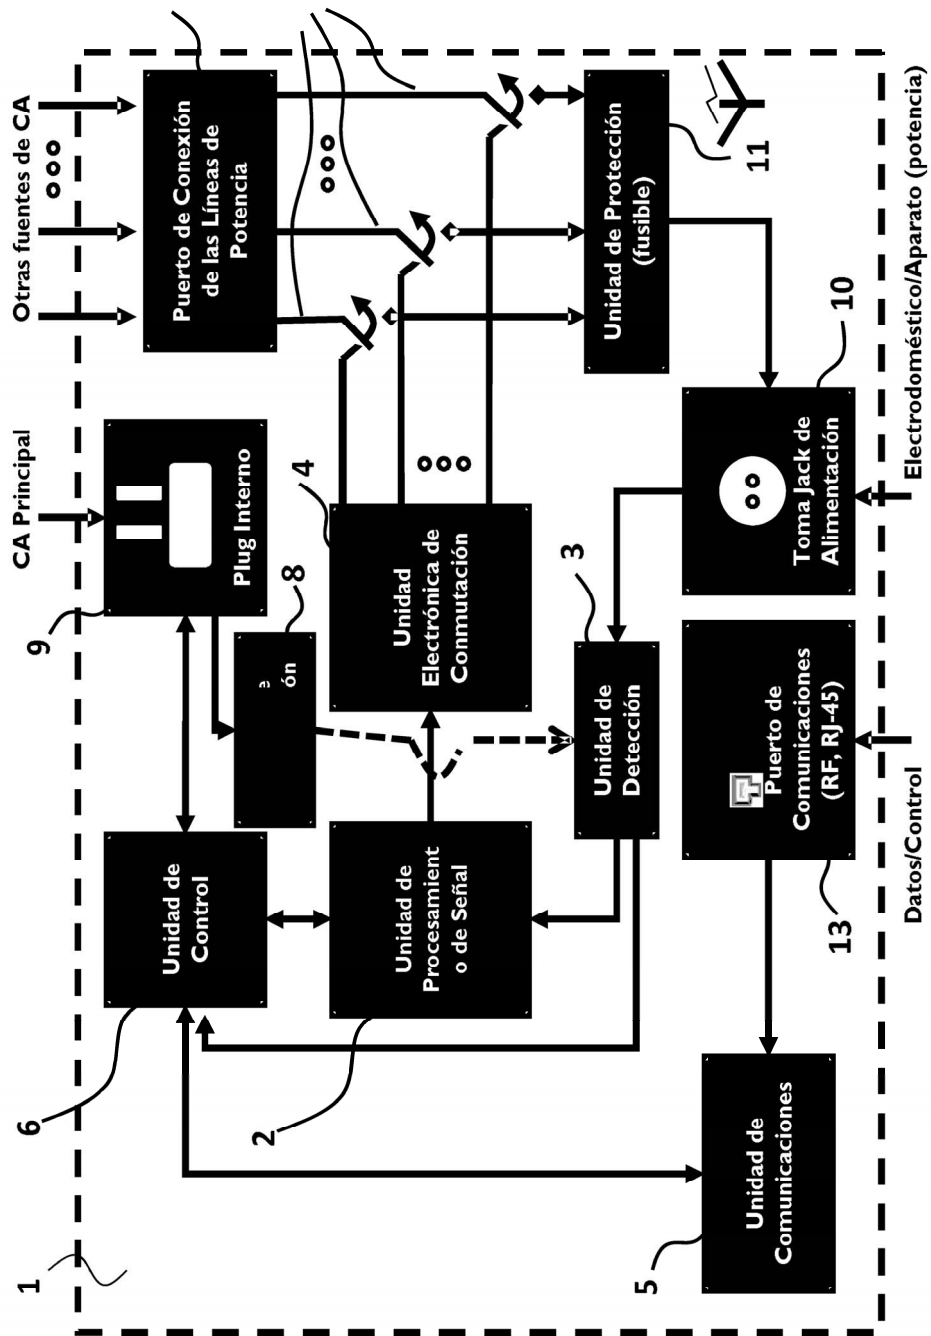 Otras fuentes de CA
CA Principal
Puerto de Conexión
de las Líneas de
Potencia
9
Plug Interno
8
ón
6
Unidad de
Control
1
4
Unidad
Electrónica de
Conmutación
2
Unidad de
Procesamient
o de Señal
3
Unidad de
Detección
Unidad de Protección
(fusible)
11
10
Toma Jack de
Alimentación
Puerto de
Comunicaciones
(RF, RJ-45)
13
5
Unidad de
Comunicaciones
Datos/Control
Electrodoméstico/Aparato (potencia)